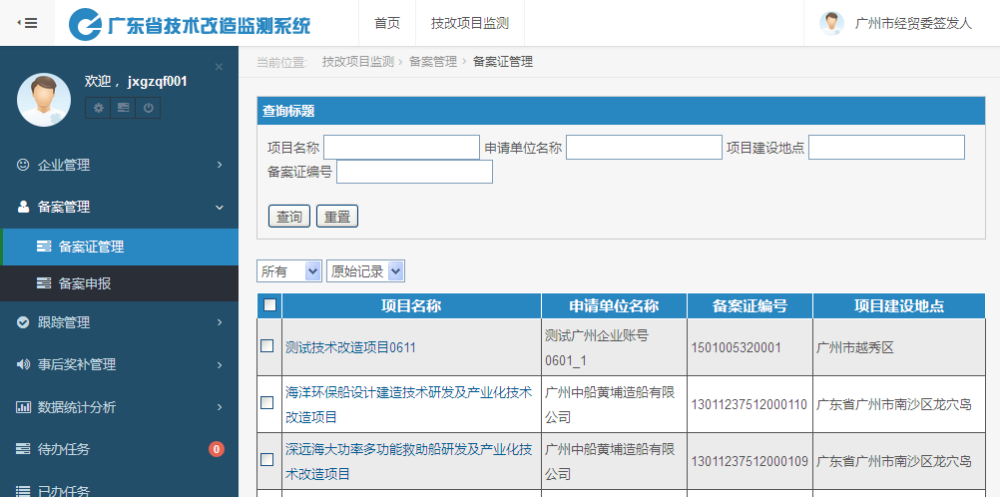 广东省技术改造监测系统
首页
技改项目监测
广州市经贸委签发人
欢迎， jxgzqf001
企业管理
备案管理
备案证管理
备案申报
跟踪管理
事后奖补管理
数据统计分析
待办任务 0
已办任务
当前位置: 技改项目监测 › 备案管理 › 备案证管理
查询标题
项目名称 申请单位名称 项目建设地点
备案证编号
查询 重置
所有 原始记录
项目名称 申请单位名称 备案证编号 项目建设地点
测试技术改造项目0611
测试广州企业账号
0601_1
1501005320001
广州市越秀区
海洋环保船设计建造技术研发及产业化技术
改造项目
广州中船黄埔造船有限
公司
13011237512000110
广东省广州市南沙区龙穴岛
深远海大功率多功能救助船研发及产业化技
术改造项目
广州中船黄埔造船有限
公司
13011237512000109
广东省广州市南沙区龙穴岛